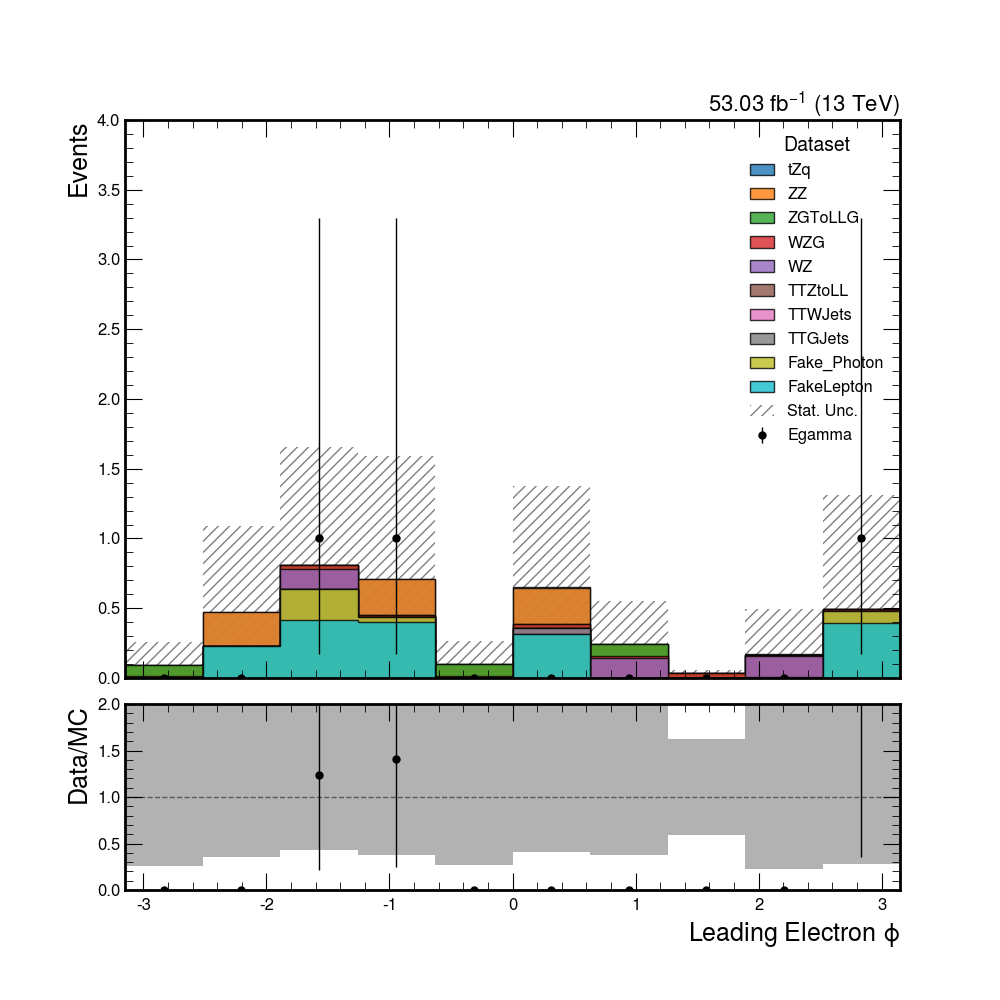 53.03 fb⁻¹ (13 TeV)
Events
4.0
3.5
3.0
2.5
2.0
1.5
1.0
0.5
0.0
Dataset
tZq
ZZ
ZGToLLG
WZG
WZ
TTZtoLL
TTWJets
TTGJets
Fake_Photon
FakeLepton
Stat. Unc.
Egamma
Data/MC
2.0
1.5
1.0
0.5
0.0
-3 -2 -1 0 1 2 3
Leading Electron ϕ